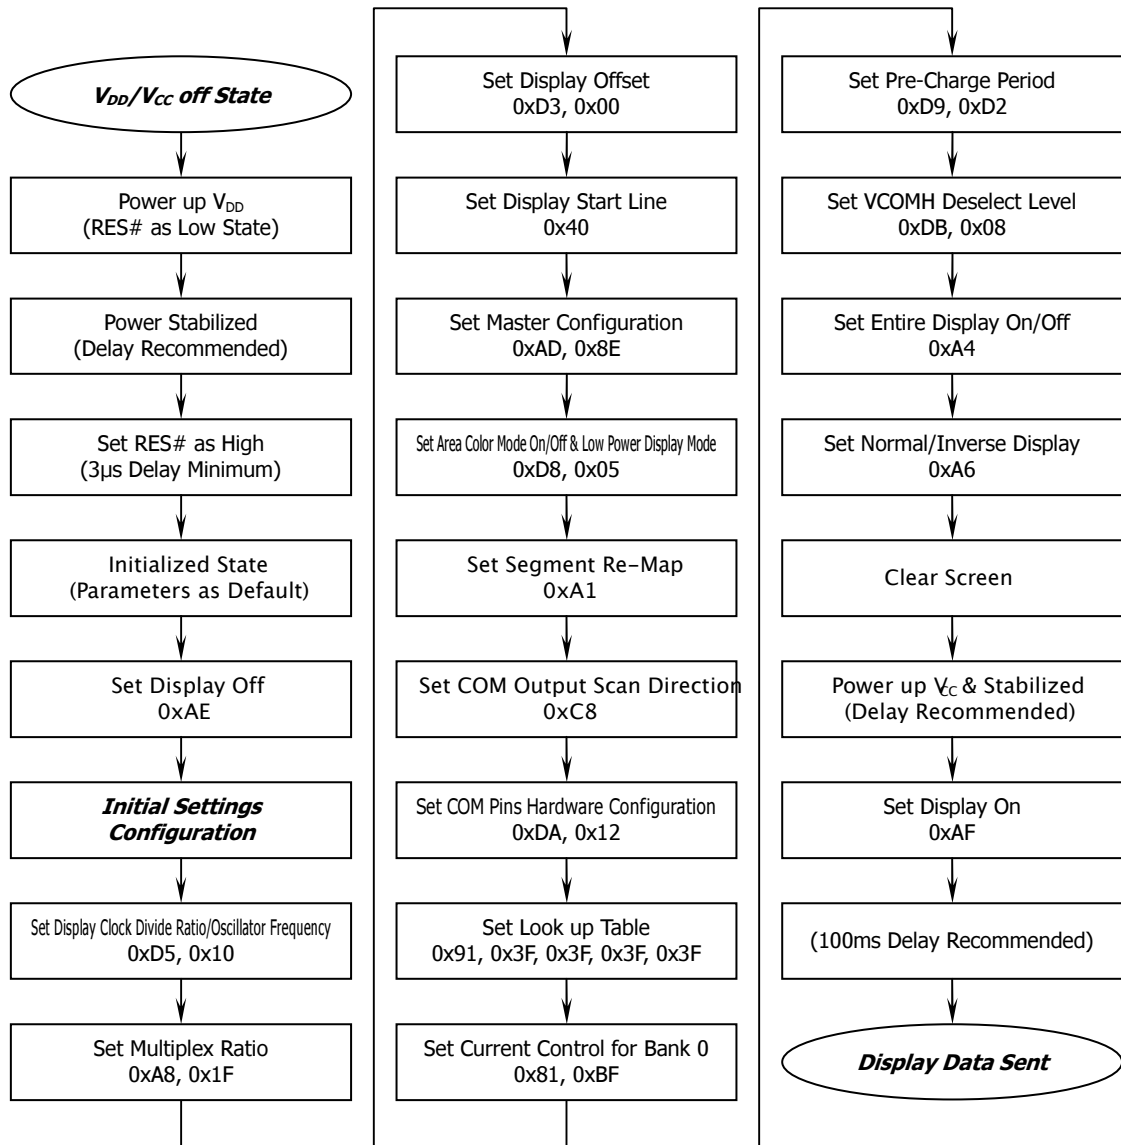 V_DD/V_CC off State
Power up V_DD
(RES# as Low State)
Power Stabilized
(Delay Recommended)
Set RES# as High
(3μs Delay Minimum)
Initialized State
(Parameters as Default)
Set Display Off
0xAE
Initial Settings
Configuration
Set Display Clock Divide Ratio/Oscillator Frequency
0xD5, 0x10
Set Multiplex Ratio
0xA8, 0x1F
Set Display Offset
0xD3, 0x00
Set Display Start Line
0x40
Set Master Configuration
0xAD, 0x8E
Set Area Color Mode On/Off & Low Power Display Mode
0xD8, 0x05
Set Segment Re-Map
0xA1
Set COM Output Scan Direction
0xC8
Set COM Pins Hardware Configuration
0xDA, 0x12
Set Look up Table
0x91, 0x3F, 0x3F, 0x3F, 0x3F
Set Current Control for Bank 0
0x81, 0xBF
Set Pre-Charge Period
0xD9, 0xD2
Set VCOMH Deselect Level
0xDB, 0x08
Set Entire Display On/Off
0xA4
Set Normal/Inverse Display
0xA6
Clear Screen
Power up V_CC & Stabilized
(Delay Recommended)
Set Display On
0xAF
(100ms Delay Recommended)
Display Data Sent